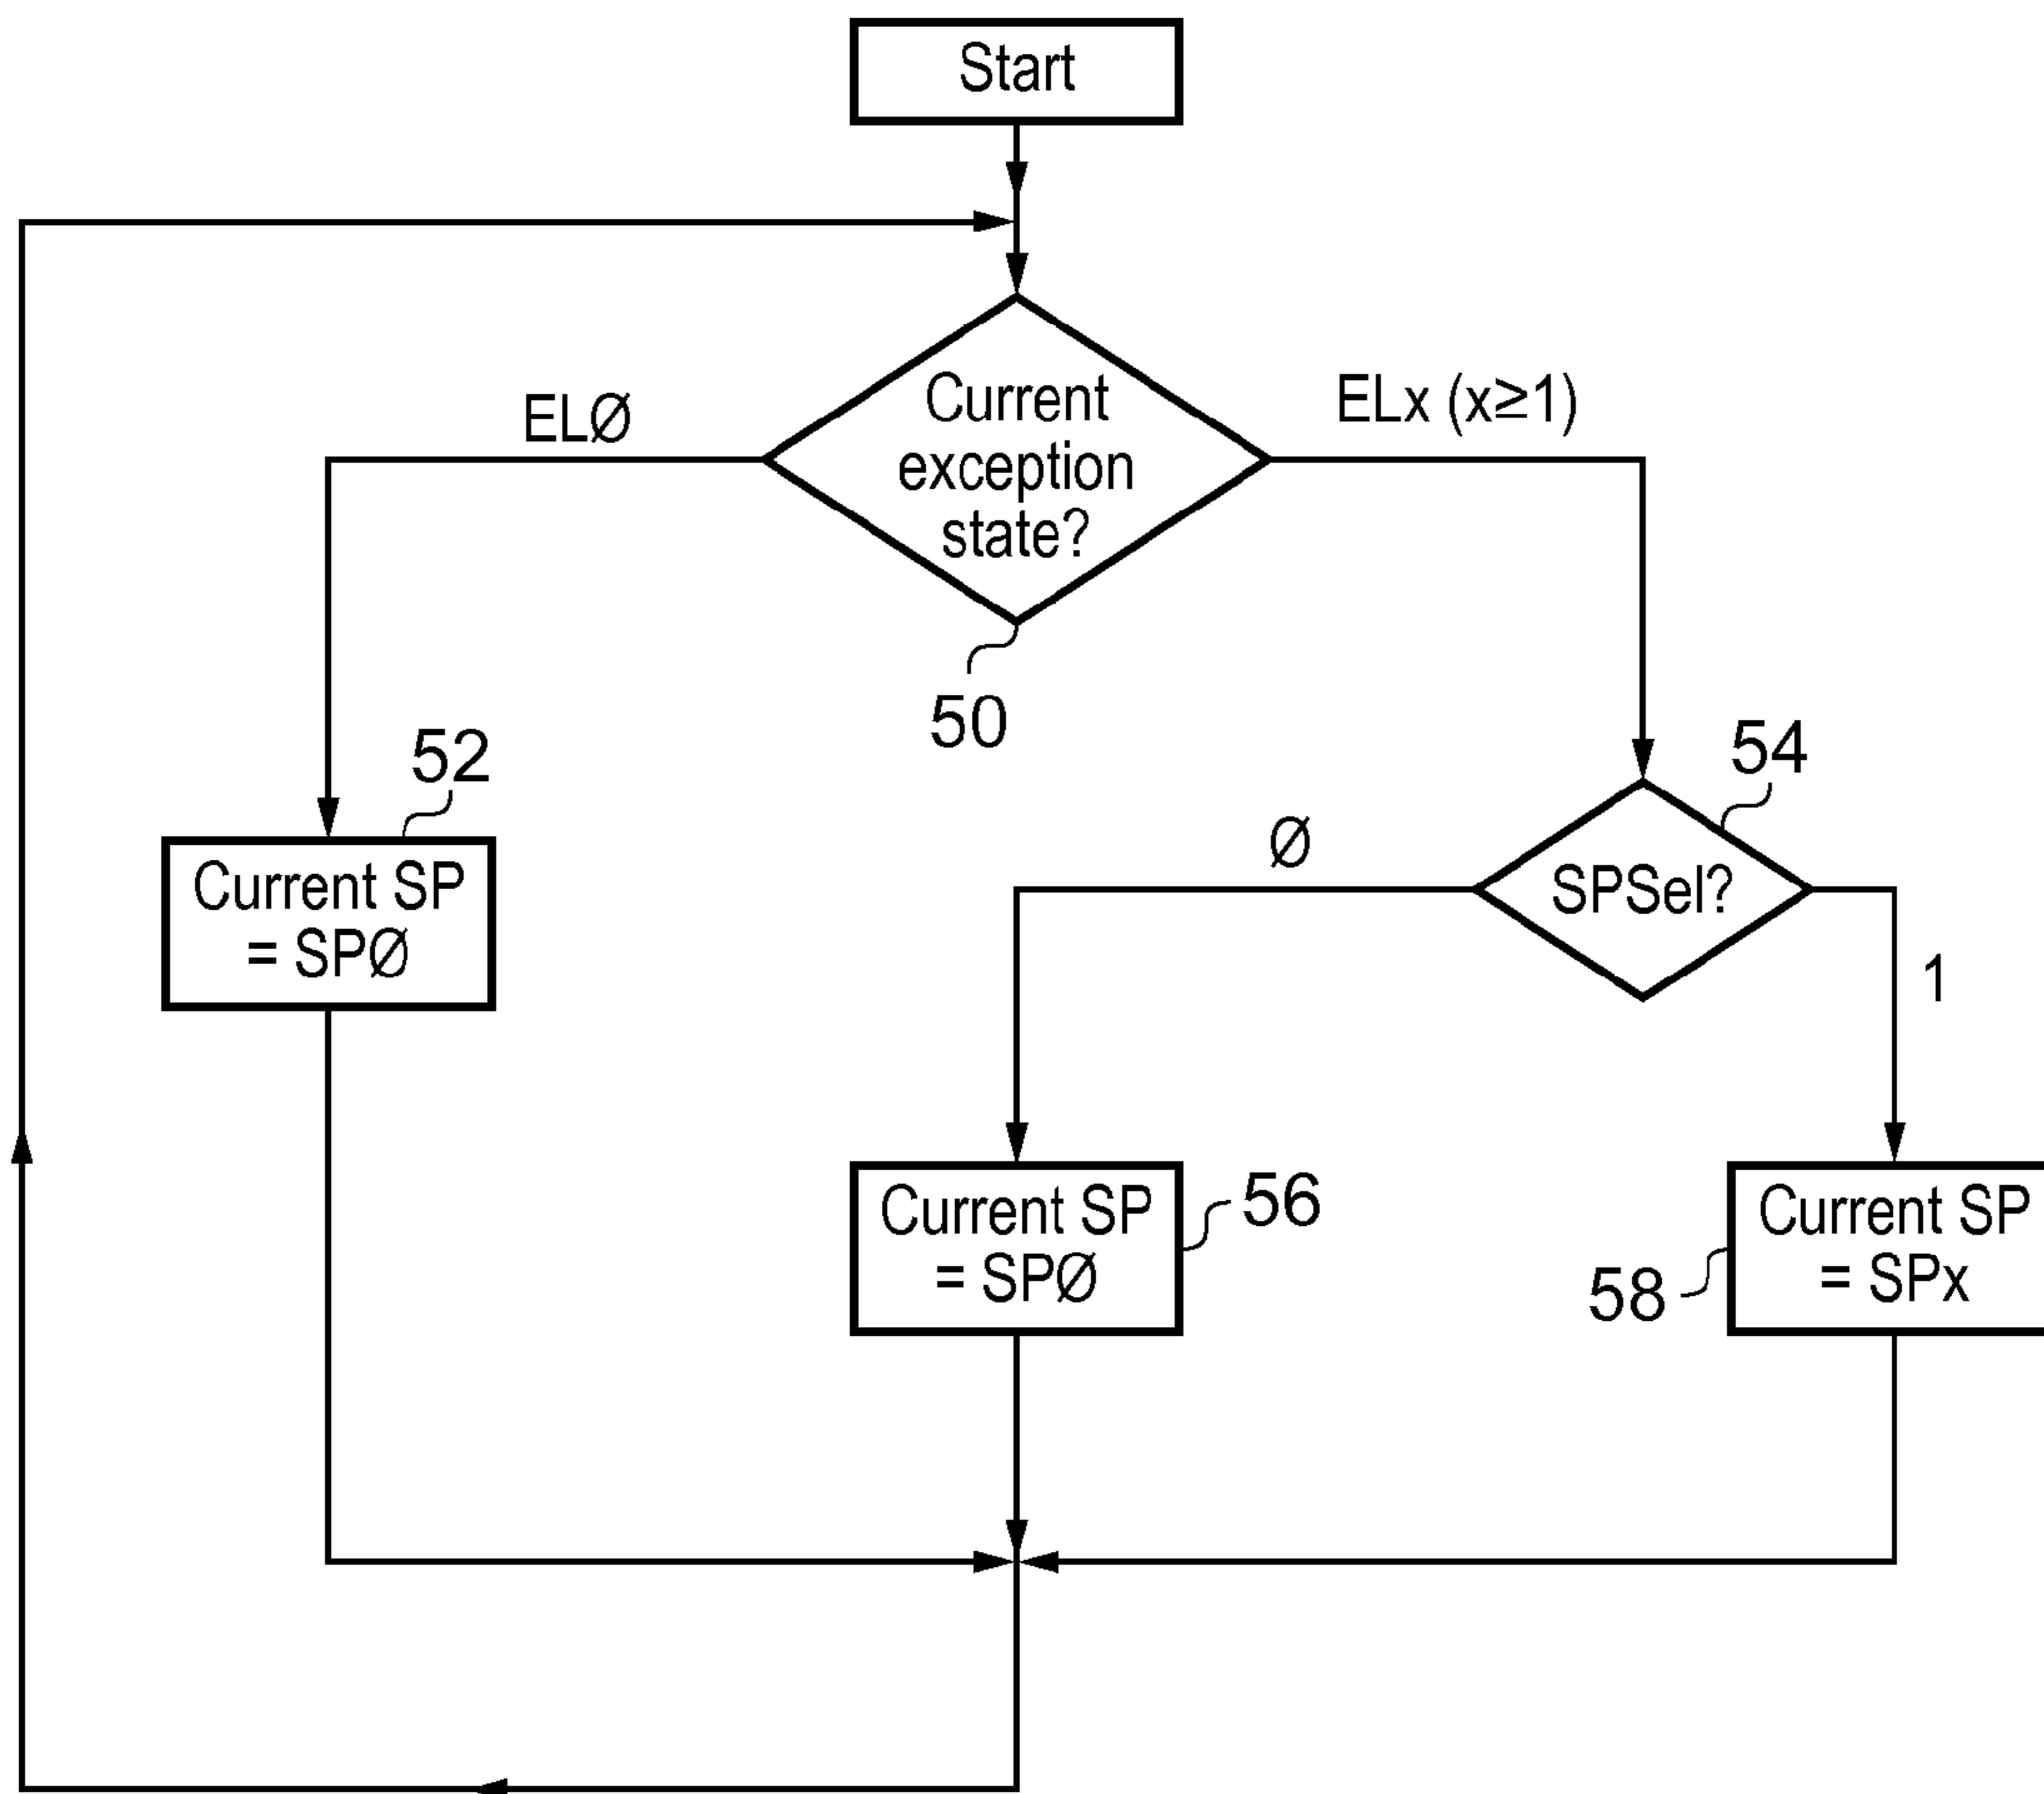 Start
Current
exception
state?
ELØ
ELx (x≥1)
50
52
54
Current SP
= SPØ
Ø
SPSel?
1
Current SP
= SPØ
56
58
Current SP
= SPx